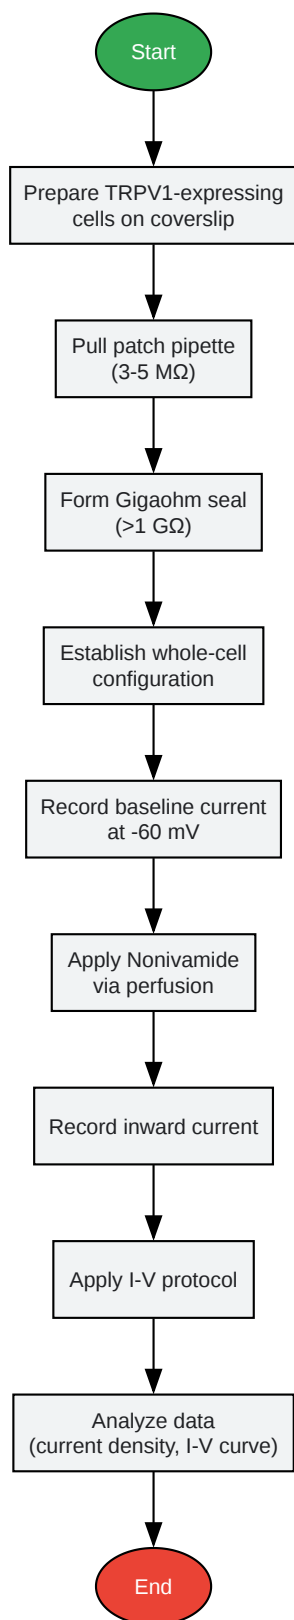 Start
Prepare TRPV1-expressing
cells on coverslip
Pull patch pipette
(3-5 MΩ)
Form Gigaohm seal
(>1 GΩ)
Establish whole-cell
configuration
Record baseline current
at -60 mV
Apply Nonivamide
via perfusion
Record inward current
Apply I-V protocol
Analyze data
(current density, I-V curve)
End